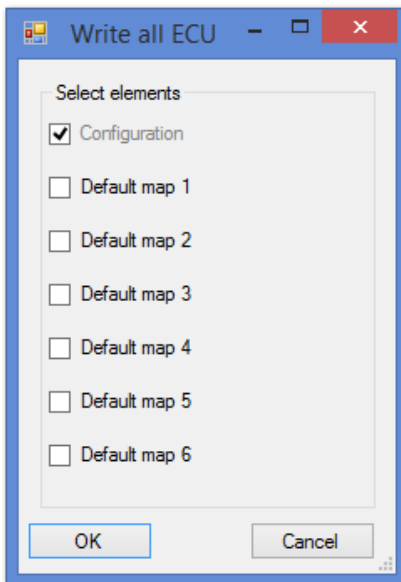 Write all ECU
Select elements
Configuration
Default map 1
Default map 2
Default map 3
Default map 4
Default map 5
Default map 6
OK Cancel